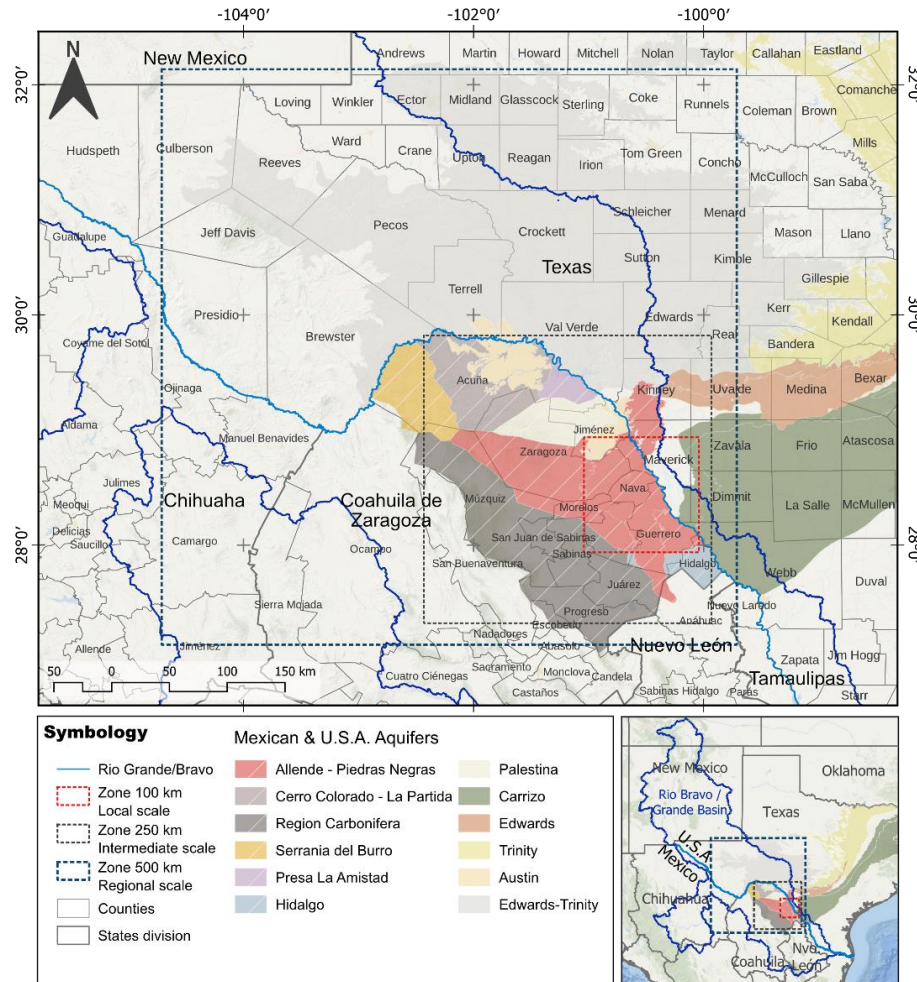 -104°0' -102°0' -100°0'
N
New Mexico
Andrews Martin Howard Mitchell Nolan Taylor Callahan Eastland
32°0' 32°0'
Loving Winkler Ector Midland Glasscock Sterling Coke Runnels Coleman Brown Comanche
Hudspeth Culberson Reeves Ward Crane Upton Reagan Irion Tom Green Concho Mills
McCulloch San Saba
Jeff Davis Pecos Crockett Schleicher Menard
Guadalupe Mason Llano
Texas Sutton Kimble
Terrell Gillespie
30°0' Presidio Val Verde Edwards Real Kerr Kendall 30°0'
Brewster Bandera
Coyame del Sotol
Ojinaga Acuña Kinney Uvalde Medina Bexar
Aldama Jiménez
Manuel Benavides Zaragoza Maverick Zavala Frio Atascosa
Julimes Chihuaha Coahuila de
Zaragoza Múzquiz Nava Dimmit La Salle McMullen
Meoqui
Delicias Morelos
Saucillo Camargo Ocampo San Juan de Sabinas Guerrero
28°0' Sabinas Hidalgo 28°0'
San Buenaventura Webb
Sierra Mojada Juárez Duval
Progreso Nuevo Laredo
Escobedo Anáhuac
Allende Jiménez Nadadores Abasolo Nuevo León
Sacramento Monclova Candela Zapata Jim Hogg
Cuatro Ciénegas Tamaulipas
Castaños Sabinas Hidalgo Parás Starr
50 0 50 100 150 km
Symbology
Rio Grande/Bravo
Zone 100 km
Local scale
Zone 250 km
Intermediate scale
Zone 500 km
Regional scale
Counties
States division
Mexican & U.S.A. Aquifers
Allende - Piedras Negras
Cerro Colorado - La Partida
Region Carbonifera
Serrania del Burro
Presa La Amistad
Hidalgo
Palestina
Carrizo
Edwards
Trinity
Austin
Edwards-Trinity
New Mexico
Oklahoma
Rio Bravo /
Grande Basin
Texas
U.S.A
Mexico
Chihuahua
Coahuila
Nvo
León